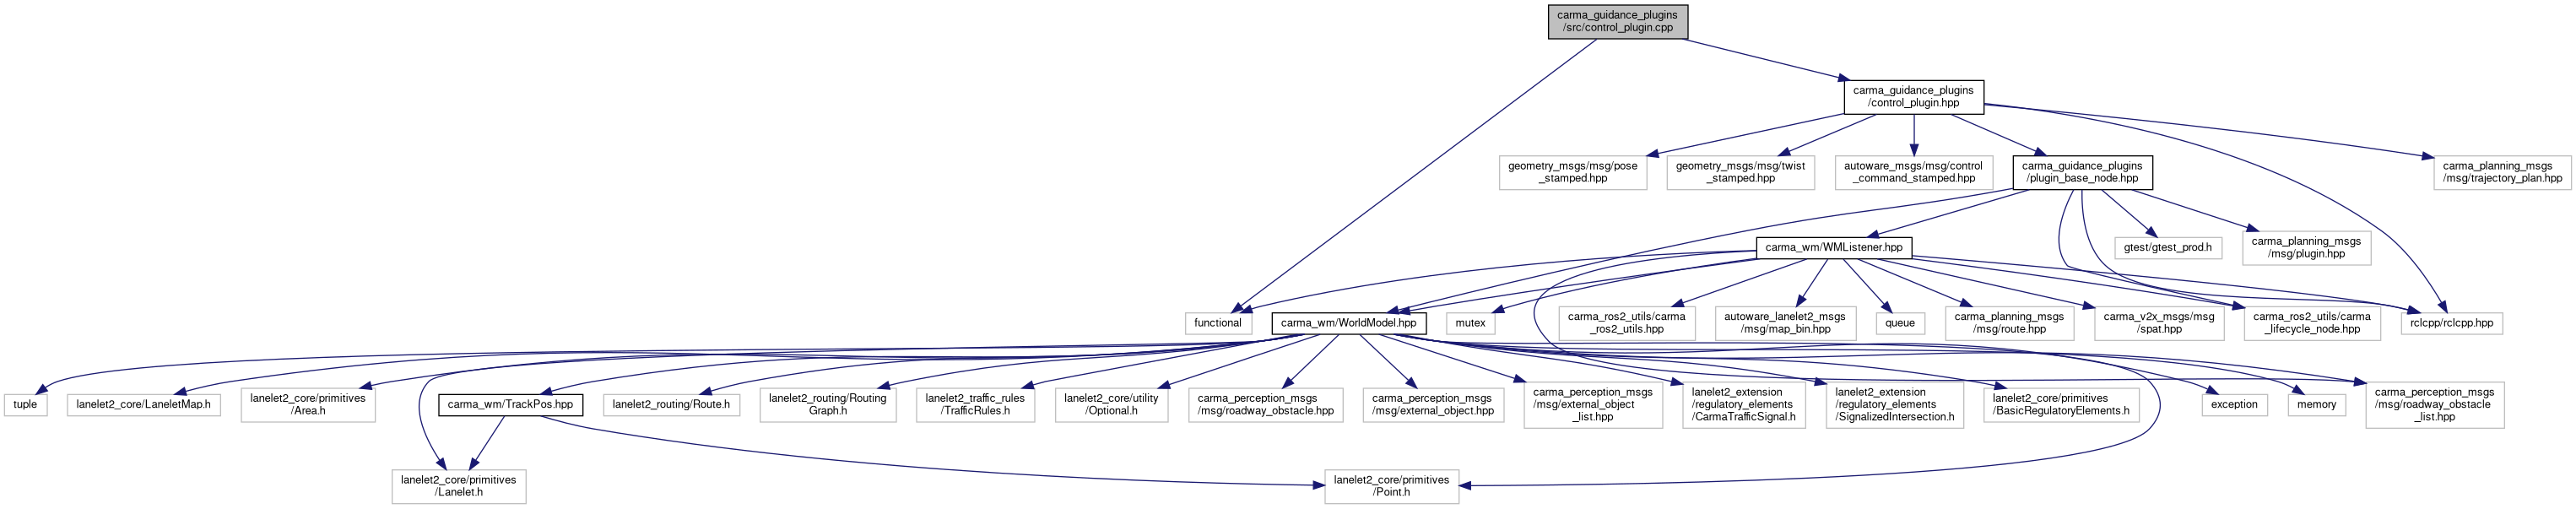 carma_guidance_plugins
/src/control_plugin.cpp
carma_guidance_plugins
/control_plugin.hpp
geometry_msgs/msg/pose
_stamped.hpp
geometry_msgs/msg/twist
_stamped.hpp
autoware_msgs/msg/control
_command_stamped.hpp
carma_guidance_plugins
/plugin_base_node.hpp
carma_planning_msgs
/msg/trajectory_plan.hpp
carma_wm/WMListener.hpp
gtest/gtest_prod.h
carma_planning_msgs
/msg/plugin.hpp
functional
carma_wm/WorldModel.hpp
mutex
carma_ros2_utils/carma
_ros2_utils.hpp
autoware_lanelet2_msgs
/msg/map_bin.hpp
queue
carma_planning_msgs
/msg/route.hpp
carma_v2x_msgs/msg
/spat.hpp
carma_ros2_utils/carma
_lifecycle_node.hpp
rclcpp/rclcpp.hpp
tuple
lanelet2_core/LaneletMap.h
lanelet2_core/primitives
/Area.h
carma_wm/TrackPos.hpp
lanelet2_routing/Route.h
lanelet2_routing/Routing
Graph.h
lanelet2_traffic_rules
/TrafficRules.h
lanelet2_core/utility
/Optional.h
carma_perception_msgs
/msg/roadway_obstacle.hpp
carma_perception_msgs
/msg/external_object.hpp
carma_perception_msgs
/msg/external_object
_list.hpp
lanelet2_extension
/regulatory_elements
/CarmaTrafficSignal.h
lanelet2_extension
/regulatory_elements
/SignalizedIntersection.h
lanelet2_core/primitives
/BasicRegulatoryElements.h
exception
memory
carma_perception_msgs
/msg/roadway_obstacle
_list.hpp
lanelet2_core/primitives
/Lanelet.h
lanelet2_core/primitives
/Point.h